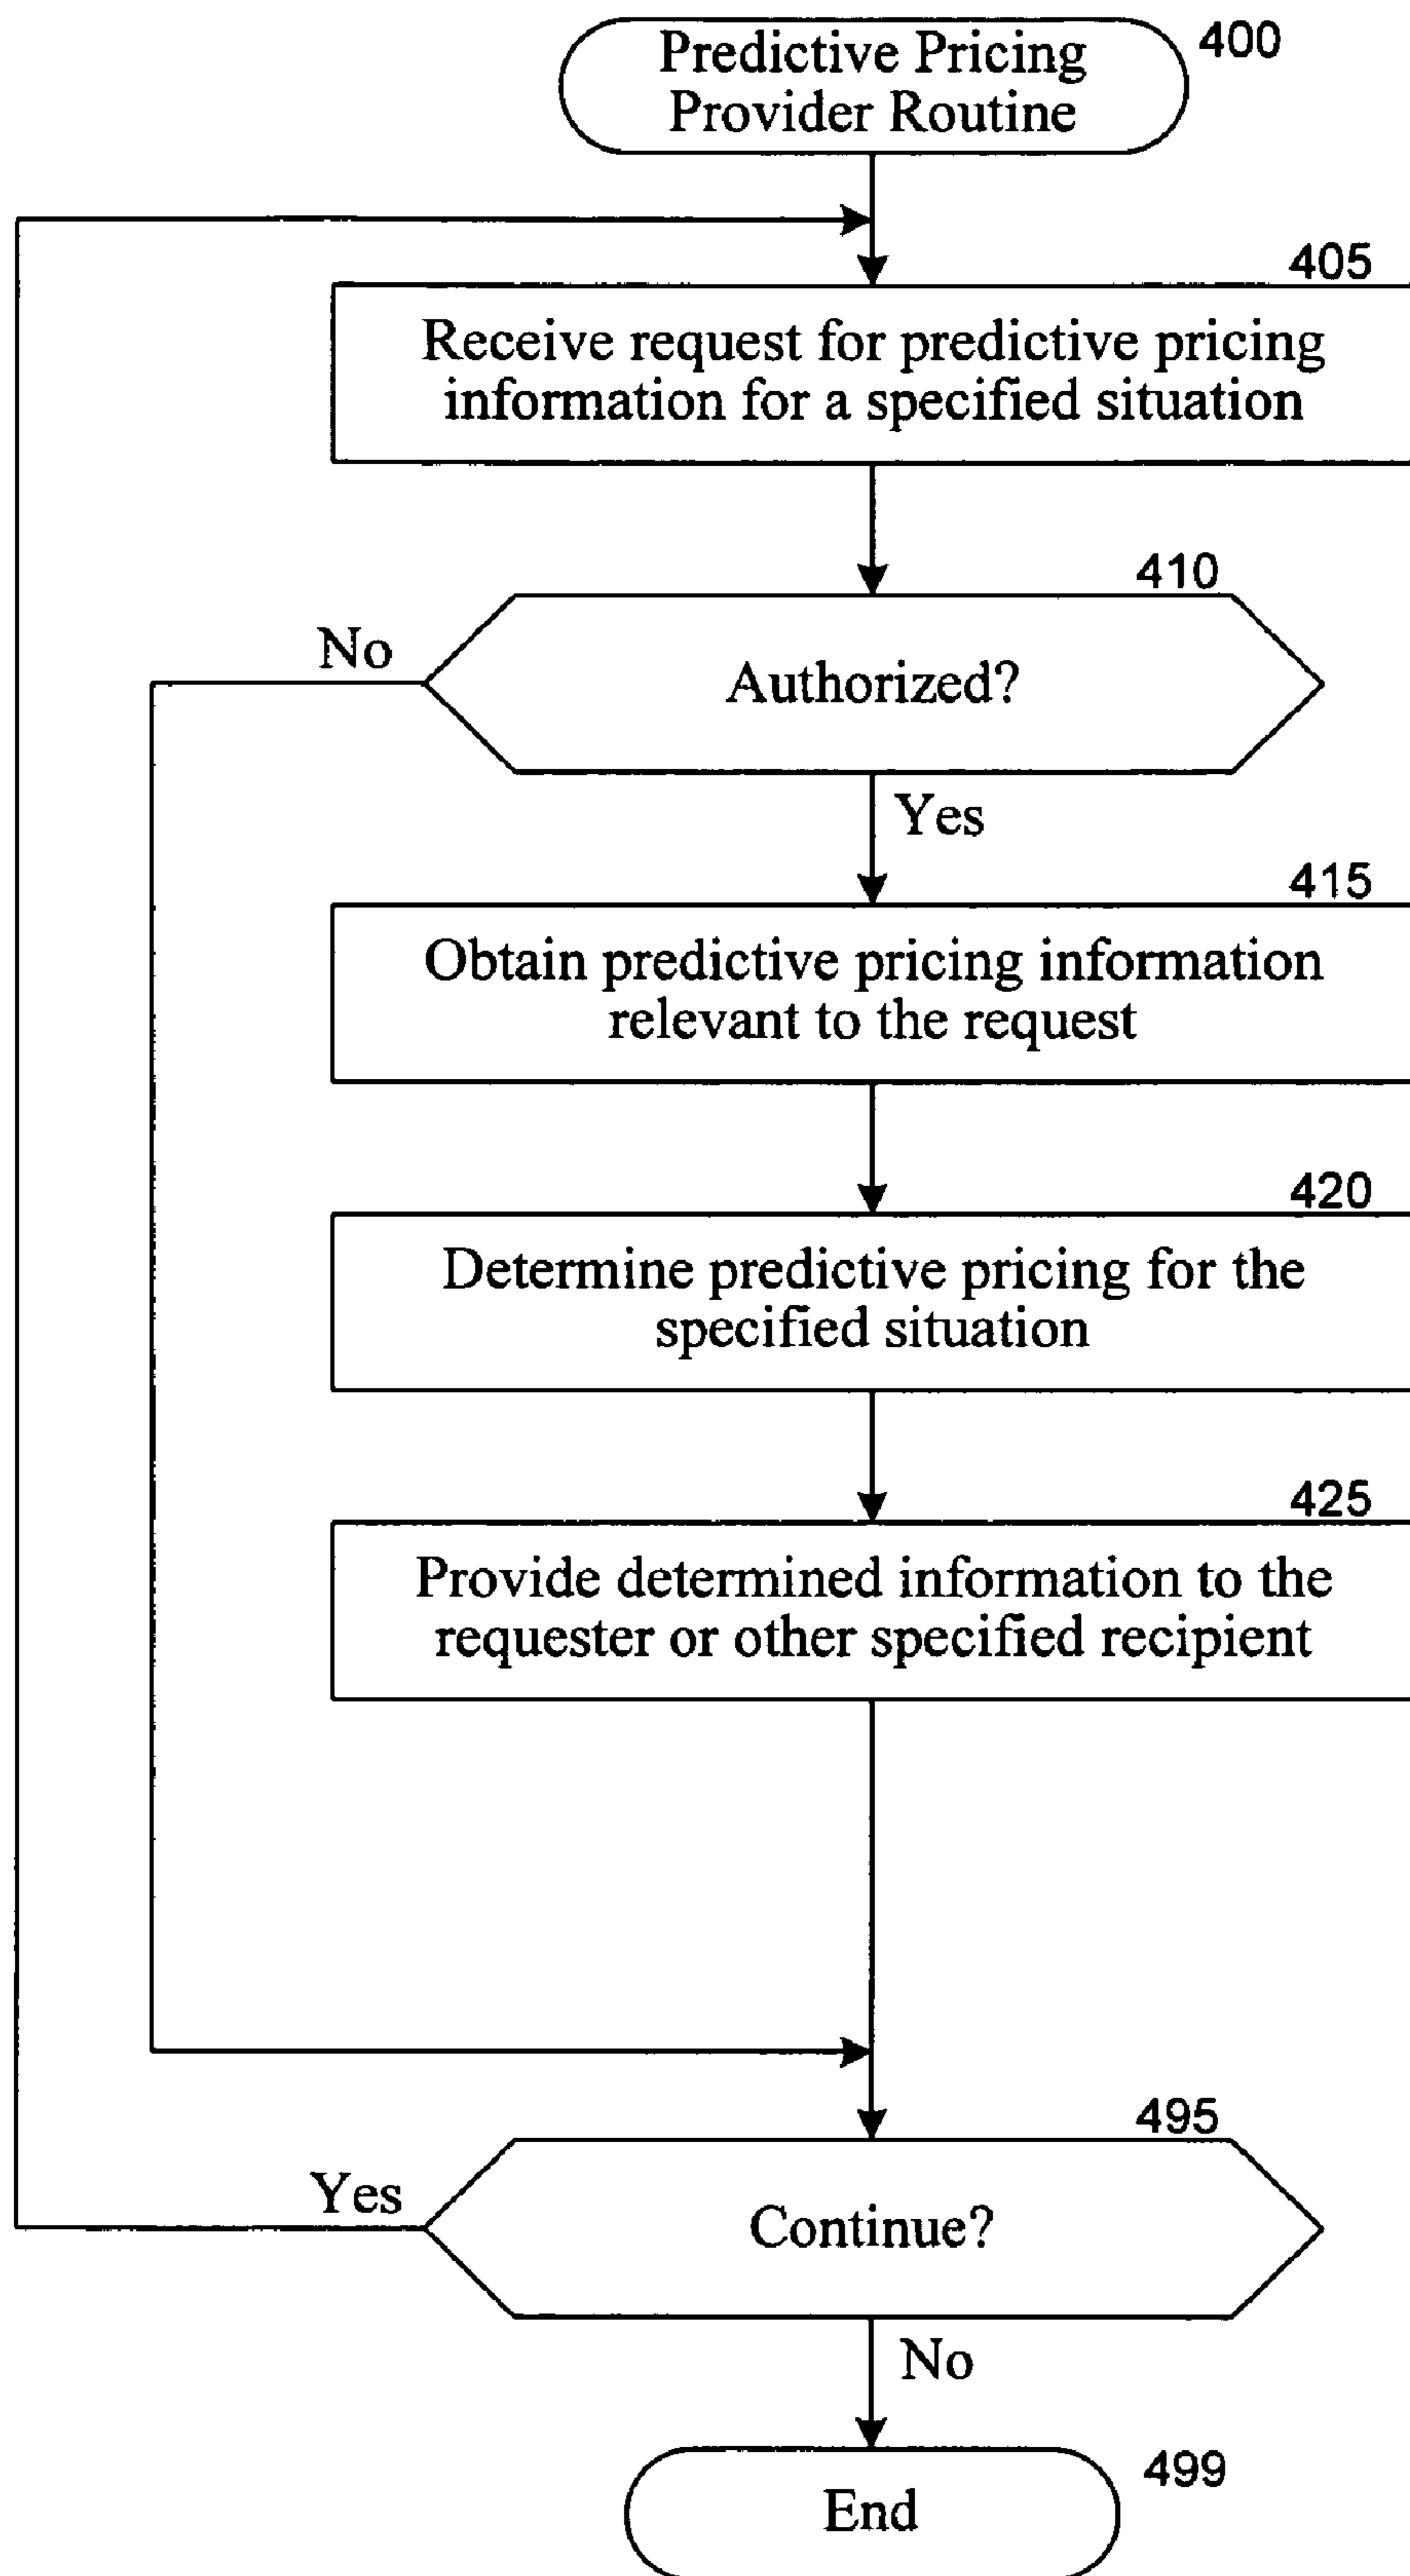 Predictive Pricing
Provider Routine
400
405
Receive request for predictive pricing
information for a specified situation
410
No
Authorized?
Yes
415
Obtain predictive pricing information
relevant to the request
420
Determine predictive pricing for the
specified situation
425
Provide determined information to the
requester or other specified recipient
495
Yes
Continue?
No
499
End